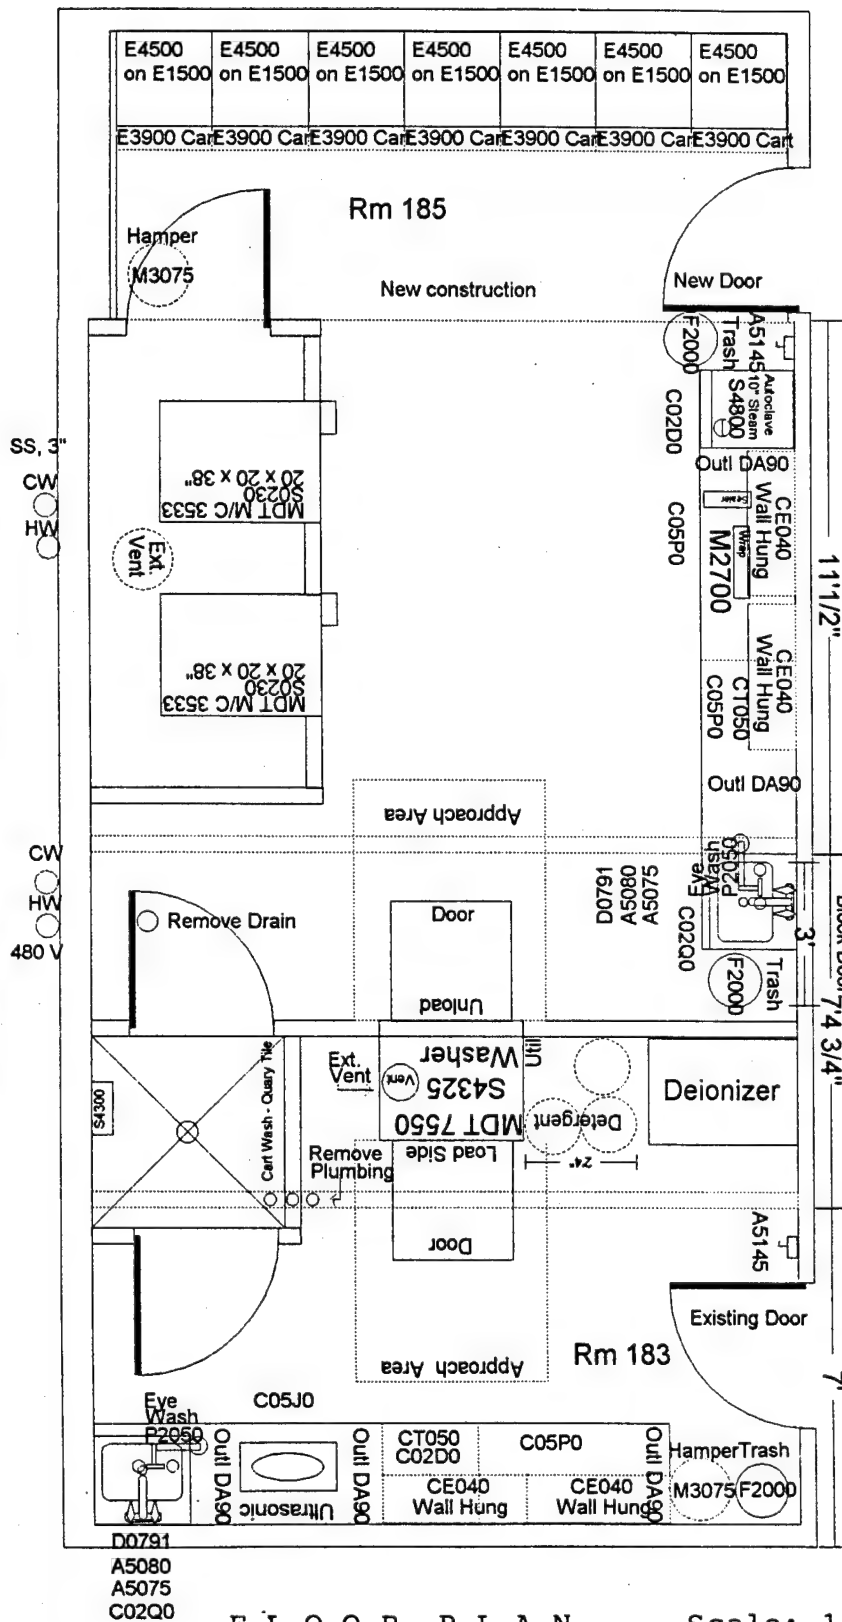 E4500 E4500 E4500 E4500 E4500 E4500 E4500
on E1500 on E1500 on E1500 on E1500 on E1500 on E1500 on E1500
E3900 Cart E3900 Cart E3900 Cart E3900 Cart E3900 Cart E3900 Cart E3900 Cart
Rm 185
Hamper
M3075
New construction
New Door
F2000
Trash
A5145
Autoclave
10" Steam
S4800
C02D0
Outl DA90
Sealer
Wrap
M2700
C05P0
CE040
Wall Hung
CE040
Wall Hung
CT050
C05P0
Outl DA90
11'1/2"
SS, 3"
CW
HW
Ext.
Vent
MDT M/C 3533
S0230
20 x 20 x 38"
MDT M/C 3533
S0230
20 x 20 x 38"
Approach Area
CW
HW
480 V
Remove Drain
Door
Unload
D0791
A5080
A5075
Eye
Wash
P2050
C02Q0
F2000
Trash
3'
7'4 3/4"
S4300
Cart Wash - Quary Tile
Ext.
Vent
Vent
MDT 7550
S4325
Washer
Util
Detergent
24"
Deionizer
Remove
Plumbing
Load Side
Door
Approach Area
A5145
Existing Door
Rm 183
7'
Eye
Wash
P2050
C05J0
Outl DA90
Ultrasonic
Outl DA90
CT050
C02D0
C05P0
CE040
Wall Hung
CE040
Wall Hung
Outl DA90
Hamper
M3075
Trash
F2000
D0791
A5080
A5075
C02Q0
FLOOR PLAN